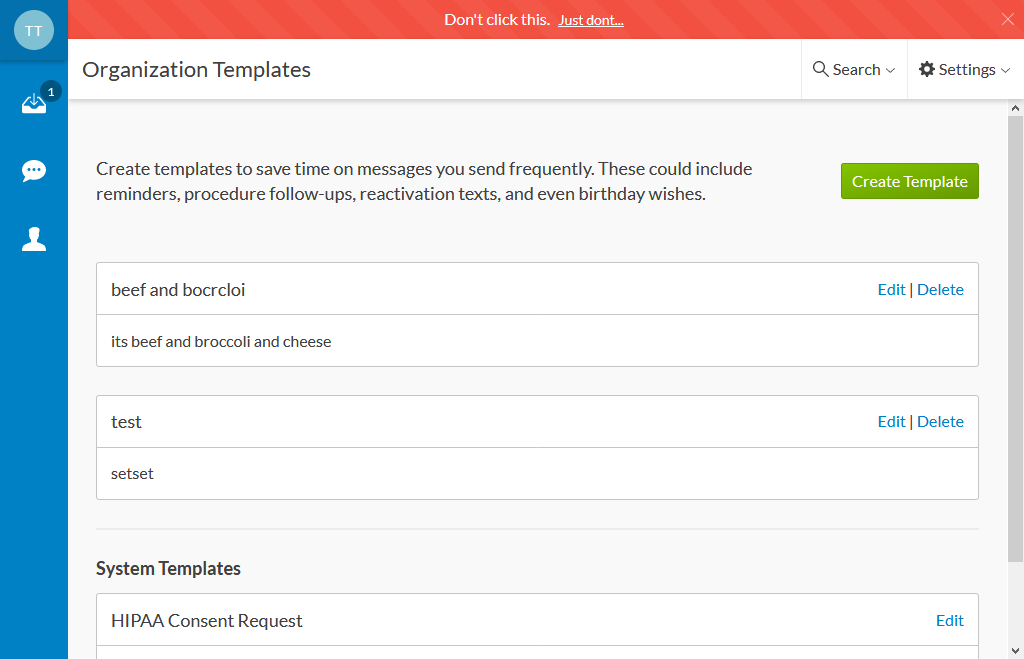 TT
Don't click this. Just dont...
1
Organization Templates
Search
Settings
Create templates to save time on messages you send frequently. These could include
reminders, procedure follow-ups, reactivation texts, and even birthday wishes.
Create Template
beef and bocrcloi
Edit | Delete
its beef and broccoli and cheese
test
Edit | Delete
setset
System Templates
HIPAA Consent Request
Edit